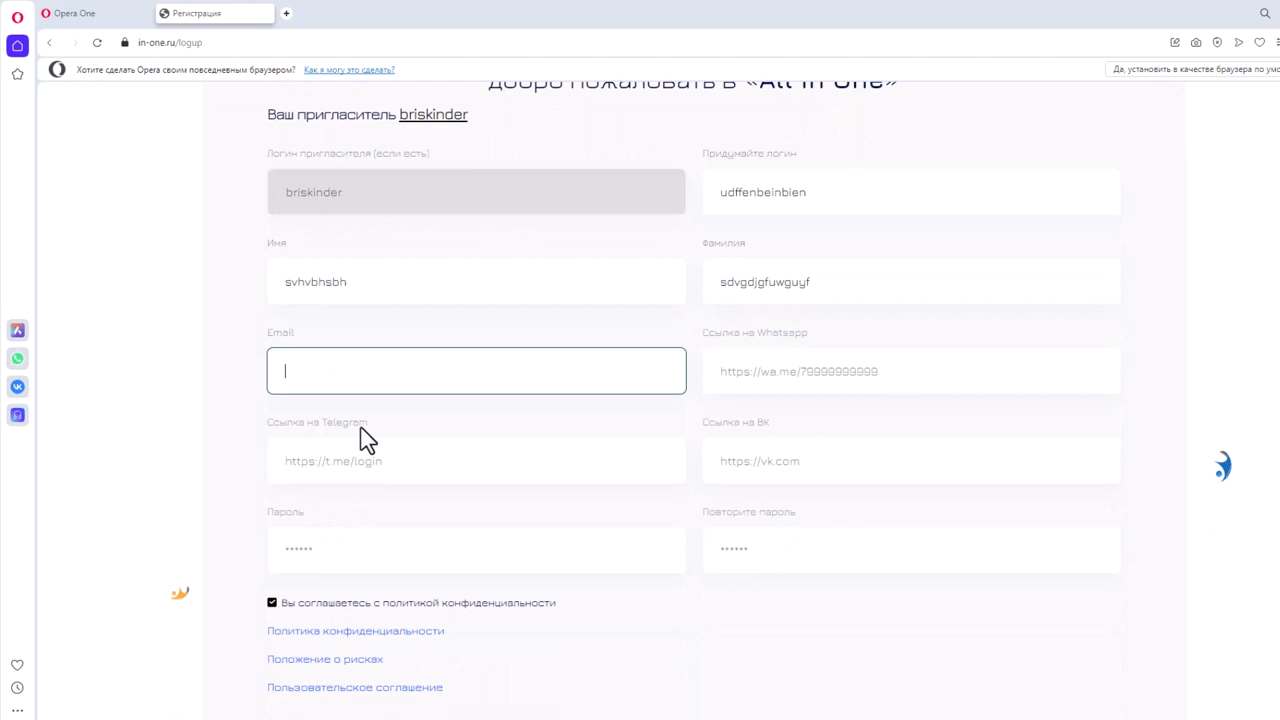 Opera One
Регистрация
in-one.ru/logup
Хотите сделать Opera своим повседневным браузером? Как я могу это сделать?
Да, установить в качестве браузера по умо
Добро пожаловать в «All In One»
Ваш пригласитель briskinder
Логин пригласителя (если есть)
Придумайте логин
briskinder
udffenbeinbien
Имя
Фамилия
svhvbhsbh
sdvgdjgfuwguyf
Email
Ссылка на Whatsapp
https://wa.me/79999999999
Ссылка на Telegram
Ссылка на ВК
https://t.me/login
https://vk.com
Пароль
Повторите пароль
••••••
••••••
Вы соглашаетесь с политикой конфиденциальности
Политика конфиденциальности
Положение о рисках
Пользовательское соглашение